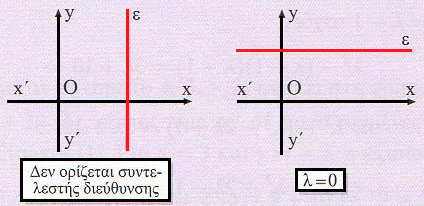 y ε
x´ O x
y´
Δεν ορίζεται συντε-
λεστής διεύθυνσης
y
ε
x´ O x
y´
λ=0